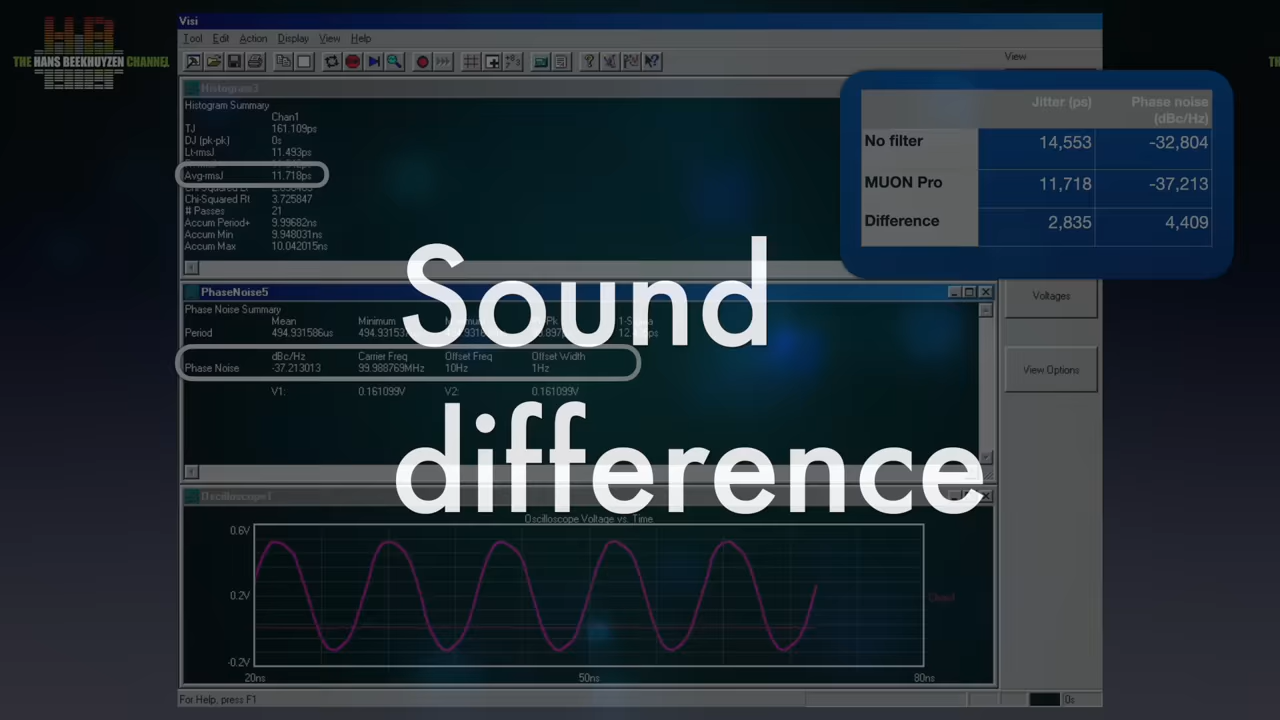 THE HANS BEEKHUYZEN CHANNEL
Visi
Tool Edit Action Display View Help
View
Histogram3
Histogram Summary
Chan1
TJ 161.109ps
DJ (pk-pk) 0s
Lt-rmsJ 11.493ps
Avg-rmsJ 11.718ps
Chi-Squared Rt 3.725847
# Passes 21
Accum Period+ 9.99682ns
Accum Min 9.948031ns
Accum Max 10.042015ns
Jitter (ps) Phase noise (dBc/Hz)
No filter 14,553 -32,804
MUON Pro 11,718 -37,213
Difference 2,835 4,409
Sound
difference
PhaseNoise5
Phase Noise Summary
Mean Minimum 1-Sigma
Period 494.931586us
dBc/Hz Carrier Freq Offset Freq Offset Width
Phase Noise -37.213013 99.988769MHz 10Hz 1Hz
V1: 0.161099V V2: 0.161099V
Voltages
View Options
Oscilloscope1
Oscilloscope Voltage vs. Time
0.6V
0.2V
-0.2V
20ns 50ns 80ns
For Help, press F1
0s